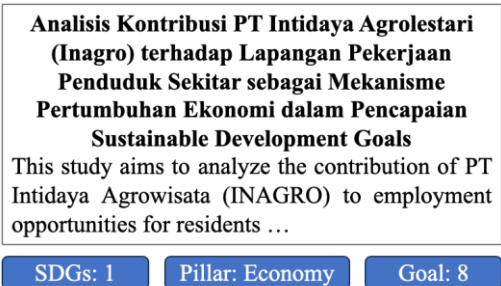 Analisis Kontribusi PT Intidaya Agrolestari
(Inagro) terhadap Lapangan Pekerjaan
Penduduk Sekitar sebagai Mekanisme
Pertumbuhan Ekonomi dalam Pencapaian
Sustainable Development Goals
This study aims to analyze the contribution of PT
Intidaya Agrowisata (INAGRO) to employment
opportunities for residents …
SDGs: 1 Pillar: Economy Goal: 8